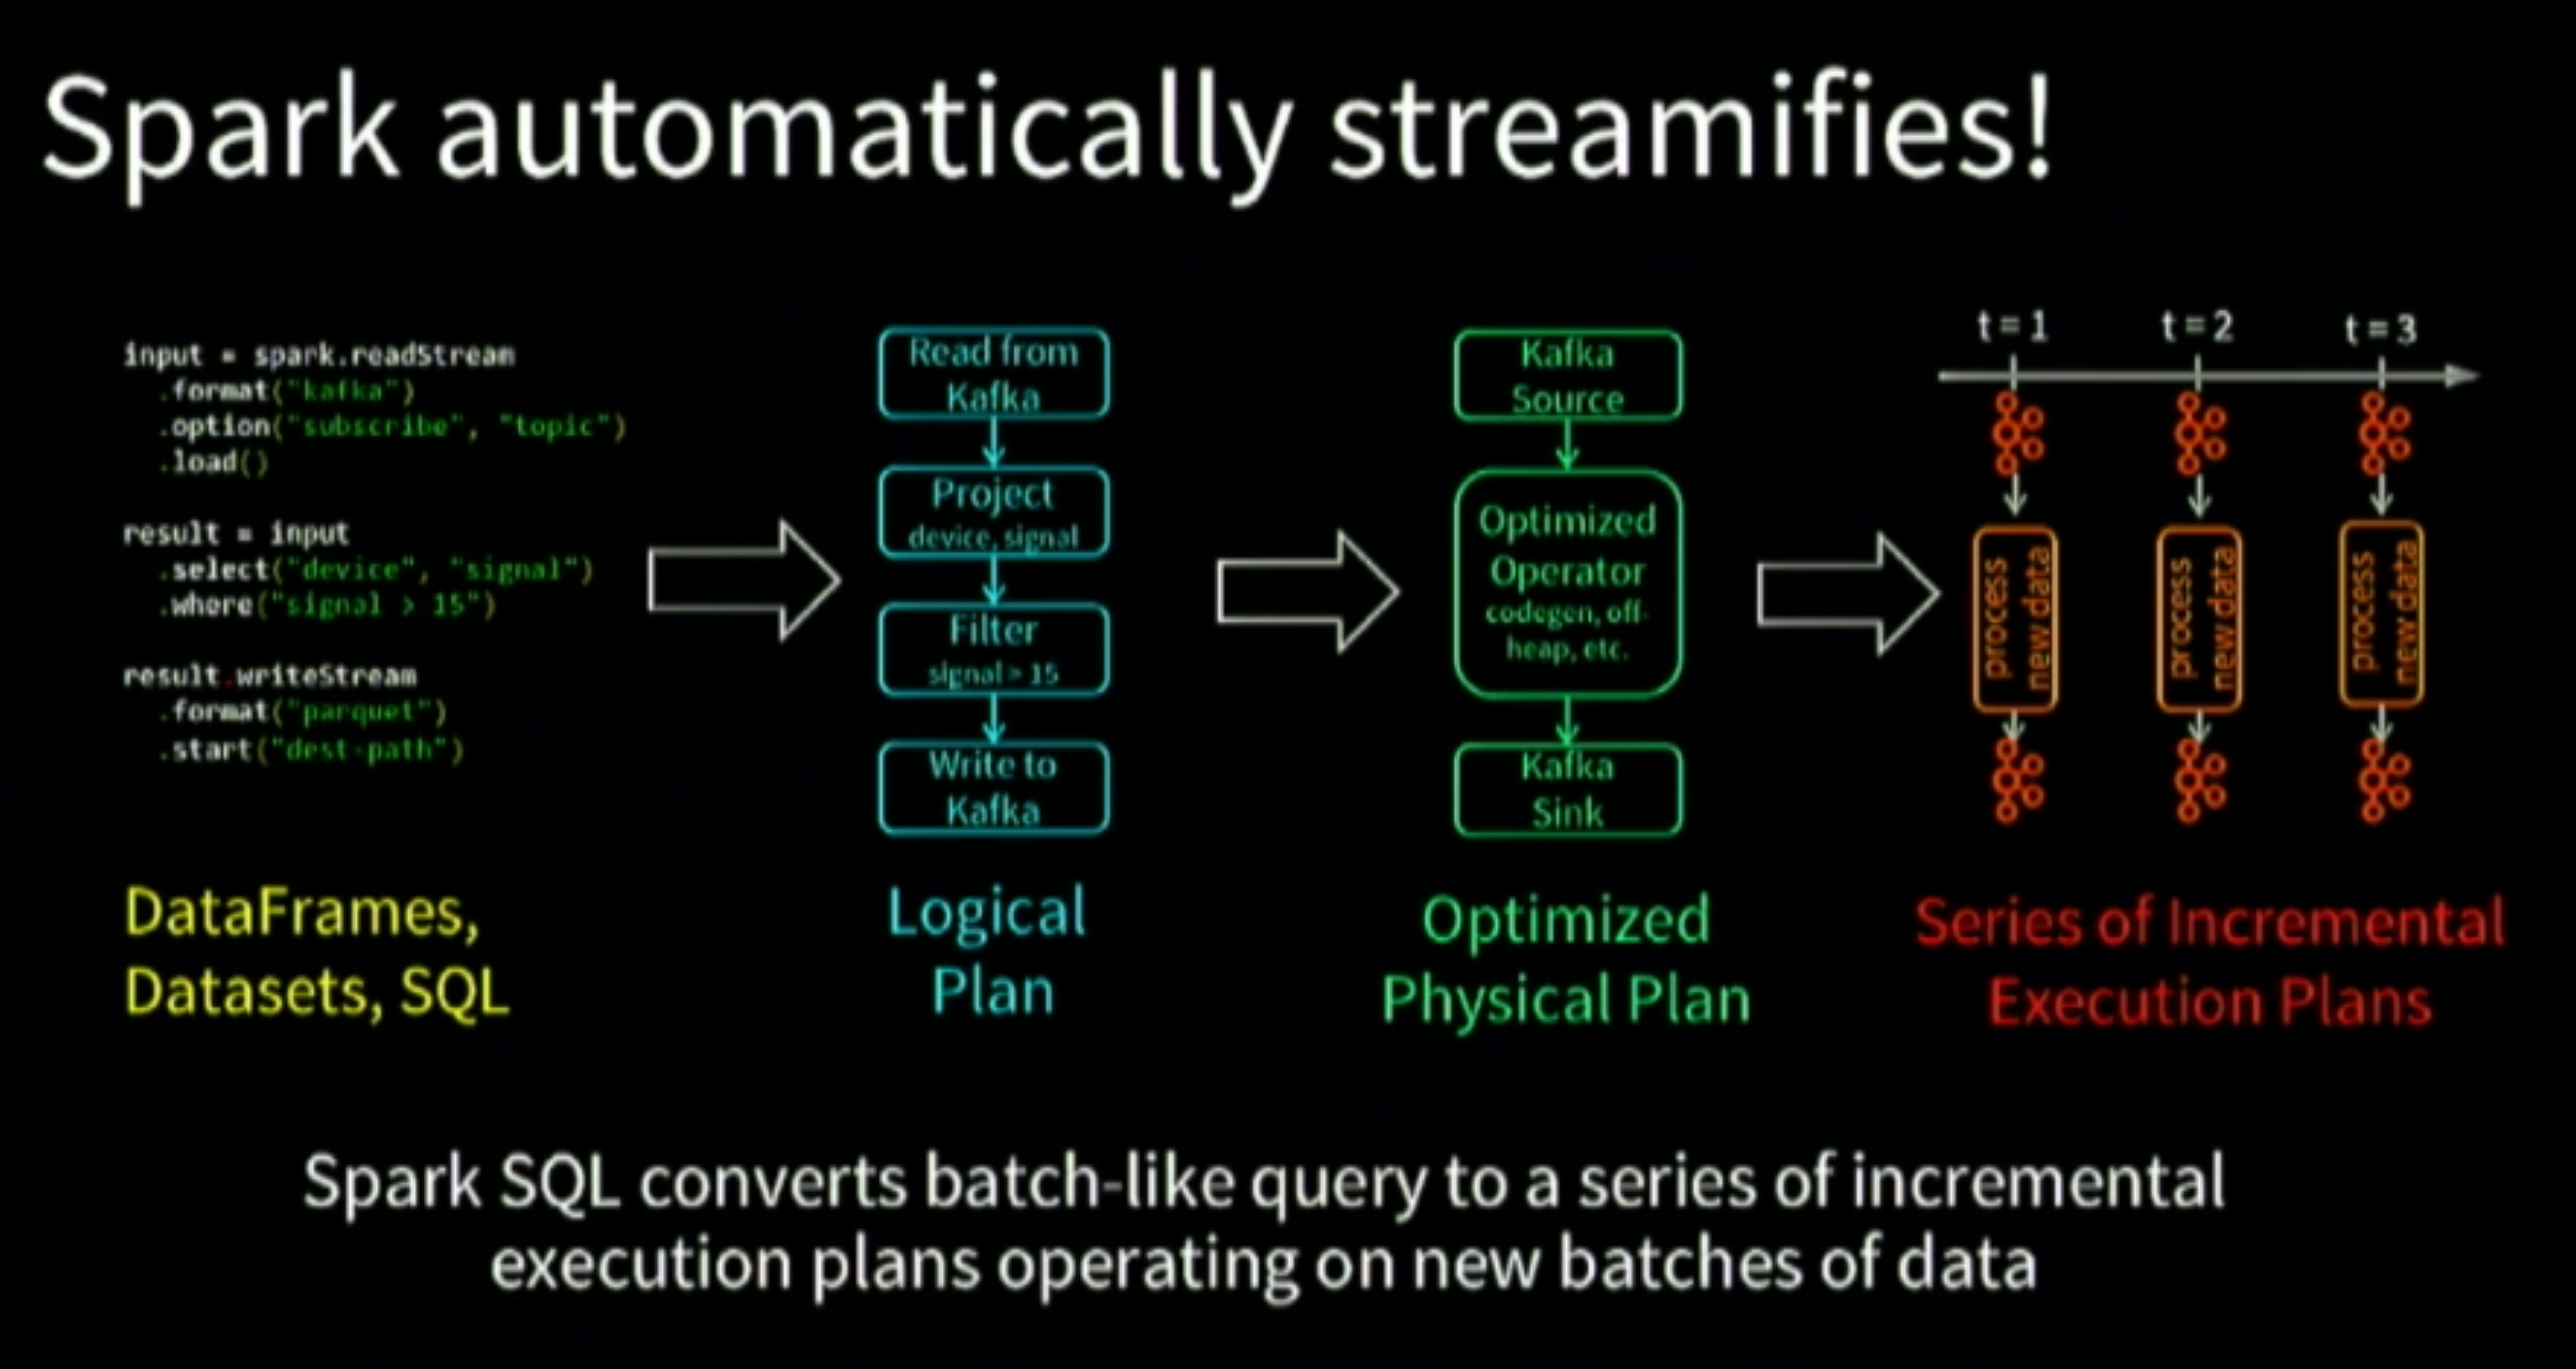 Spark automatically streamifies!
input = spark.readStream
.format("kafka")
.option("subscribe", "topic")
.load()
result = input
.select("device", "signal")
.where("signal > 15")
result.writeStream
.format("parquet")
.start("dest-path")
DataFrames,
Datasets, SQL
Read from
Kafka
Project
device, signal
Filter
signal > 15
Write to
Kafka
Logical
Plan
Kafka
Source
Optimized
Operator
codegen, off-
heap, etc.
Kafka
Sink
Optimized
Physical Plan
t = 1
t = 2
t = 3
process
new data
process
new data
process
new data
Series of Incremental
Execution Plans
Spark SQL converts batch-like query to a series of incremental
execution plans operating on new batches of data